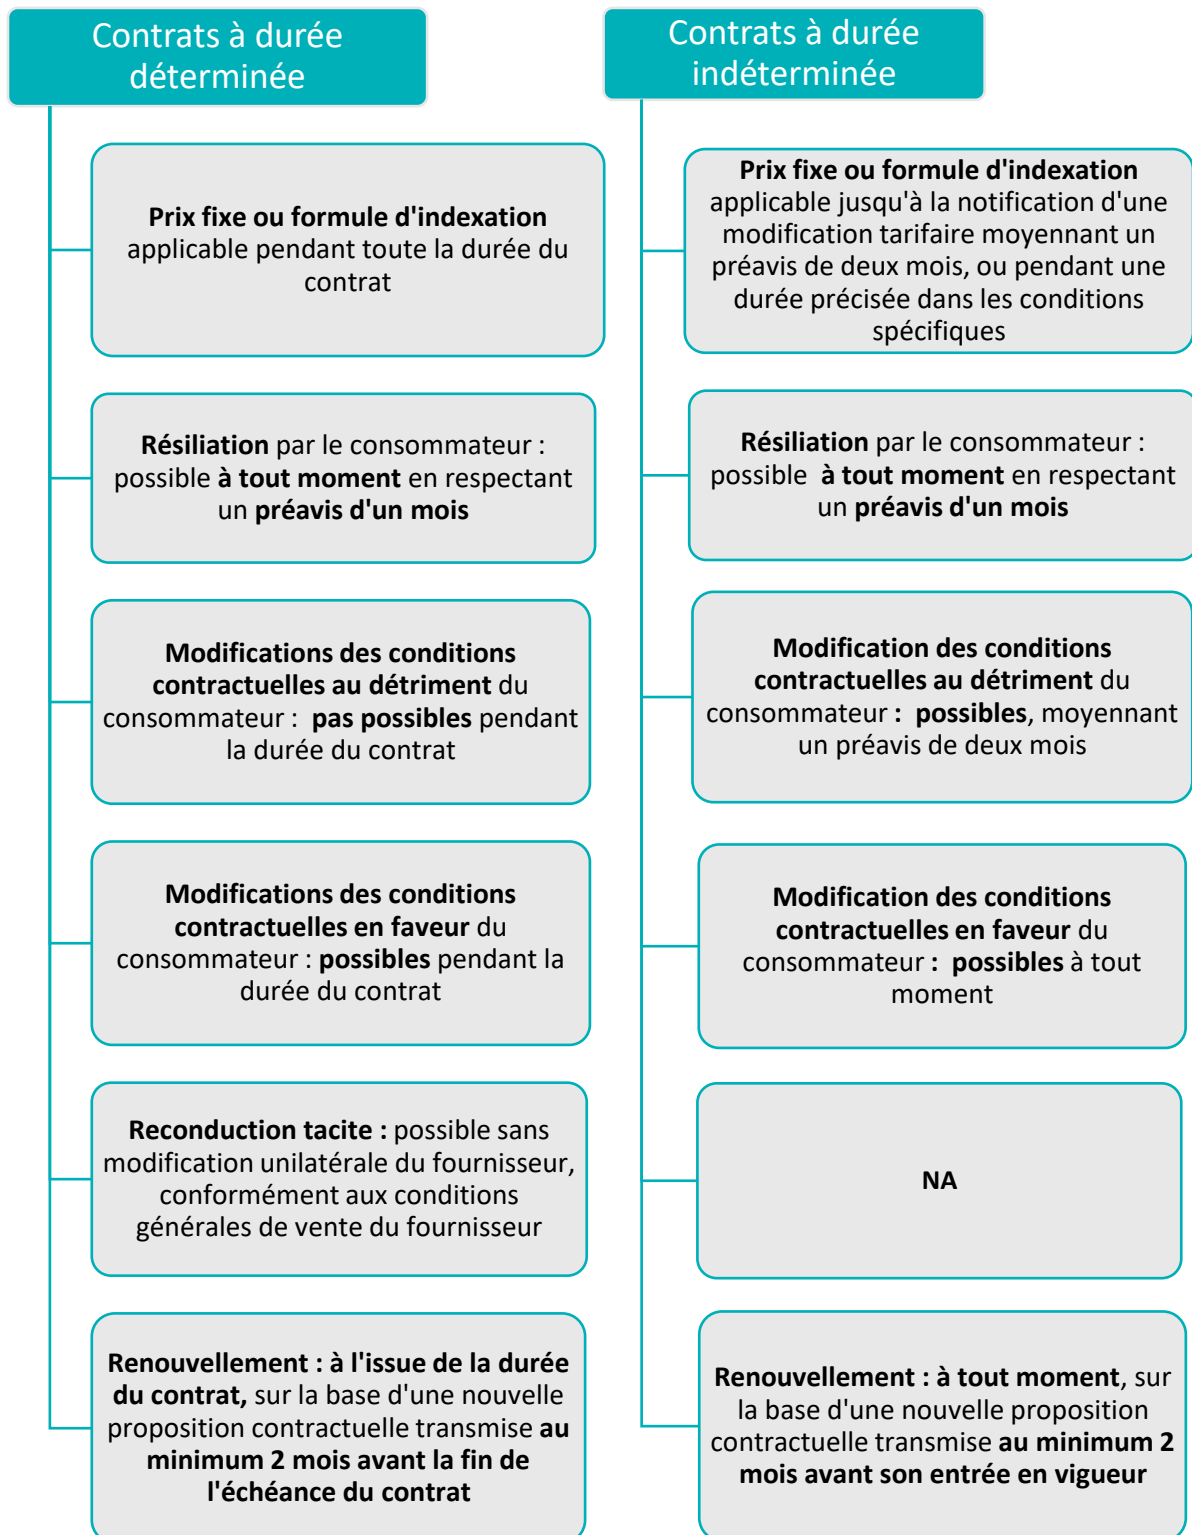 Contrats à durée
déterminée
Prix fixe ou formule d'indexation
applicable pendant toute la durée du
contrat
Résiliation par le consommateur :
possible à tout moment en respectant
un préavis d'un mois
Modifications des conditions
contractuelles au détriment du
consommateur : pas possibles pendant
la durée du contrat
Modifications des conditions
contractuelles en faveur du
consommateur : possibles pendant la
durée du contrat
Reconduction tacite : possible sans
modification unilatérale du fournisseur,
conformément aux conditions
générales de vente du fournisseur
Renouvellement : à l'issue de la durée
du contrat, sur la base d'une nouvelle
proposition contractuelle transmise au
minimum 2 mois avant la fin de
l'échéance du contrat
Contrats à durée
indéterminée
Prix fixe ou formule d'indexation
applicable jusqu'à la notification d'une
modification tarifaire moyennant un
préavis de deux mois, ou pendant une
durée précisée dans les conditions
spécifiques
Résiliation par le consommateur :
possible à tout moment en respectant
un préavis d'un mois
Modification des conditions
contractuelles au détriment du
consommateur : possibles, moyennant
un préavis de deux mois
Modification des conditions
contractuelles en faveur du
consommateur : possibles à tout
moment
NA
Renouvellement : à tout moment, sur
la base d'une nouvelle proposition
contractuelle transmise au minimum 2
mois avant son entrée en vigueur